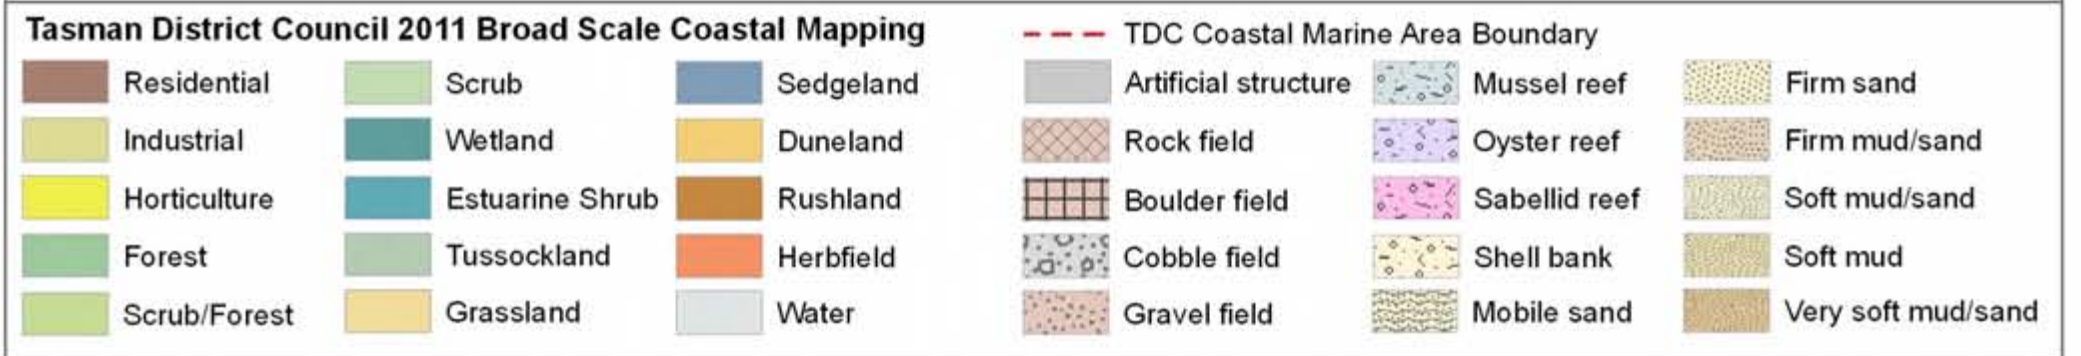 Tasman District Council 2011 Broad Scale Coastal Mapping
Residential
Industrial
Horticulture
Forest
Scrub/Forest
Scrub
Wetland
Estuarine Shrub
Tussockland
Grassland
Sedgeland
Duneland
Rushland
Herbfield
Water
TDC Coastal Marine Area Boundary
Artificial structure
Rock field
Boulder field
Cobble field
Gravel field
Mussel reef
Oyster reef
Sabellid reef
Shell bank
Mobile sand
Firm sand
Firm mud/sand
Soft mud/sand
Soft mud
Very soft mud/sand